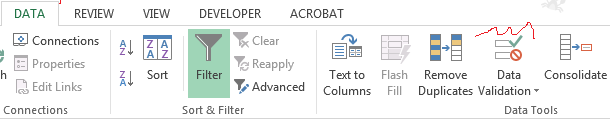 DATA REVIEW VIEW DEVELOPER ACROBAT
Connections
Properties
Edit Links
Connections
A Z
Z A
Z A A Z
Sort
Filter
Clear
Reapply
Advanced
Sort & Filter
Text to
Columns
Flash
Fill
Remove
Duplicates
Data
Validation
Consolidate
Data Tools